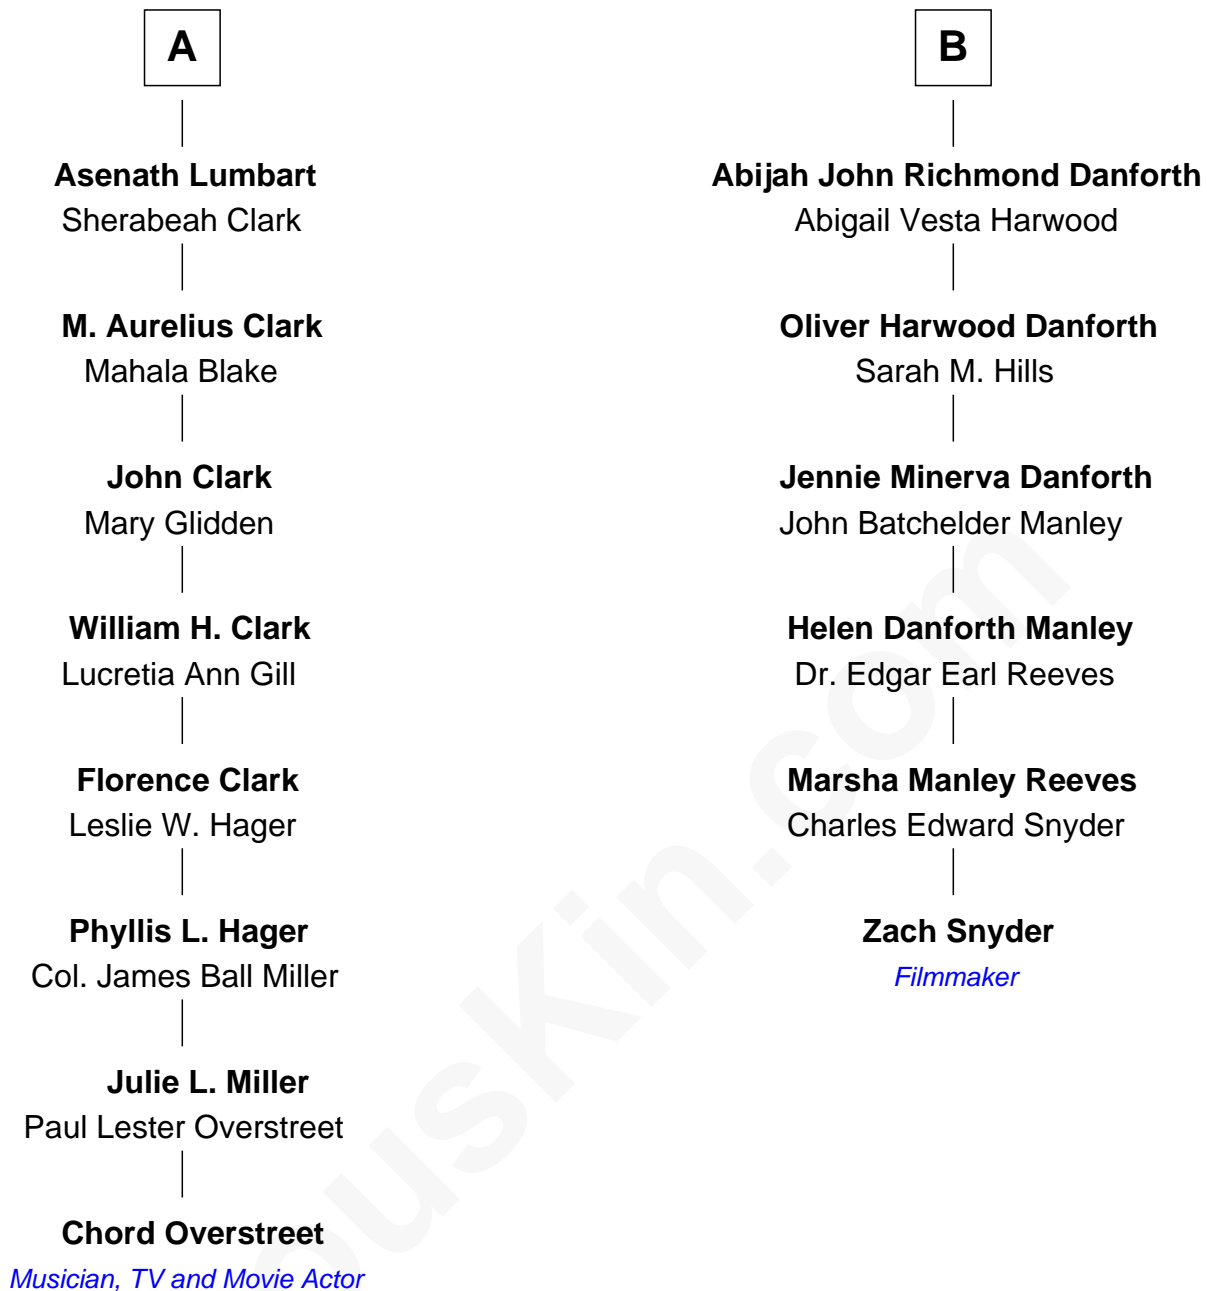 A
Asenath Lumbart
Sherabeah Clark
M. Aurelius Clark
Mahala Blake
John Clark
Mary Glidden
William H. Clark
Lucretia Ann Gill
Florence Clark
Leslie W. Hager
Phyllis L. Hager
Col. James Ball Miller
Julie L. Miller
Paul Lester Overstreet
Chord Overstreet
Musician, TV and Movie Actor
B
Abijah John Richmond Danforth
Abigail Vesta Harwood
Oliver Harwood Danforth
Sarah M. Hills
Jennie Minerva Danforth
John Batchelder Manley
Helen Danforth Manley
Dr. Edgar Earl Reeves
Marsha Manley Reeves
Charles Edward Snyder
Zach Snyder
Filmmaker
ousKin.com